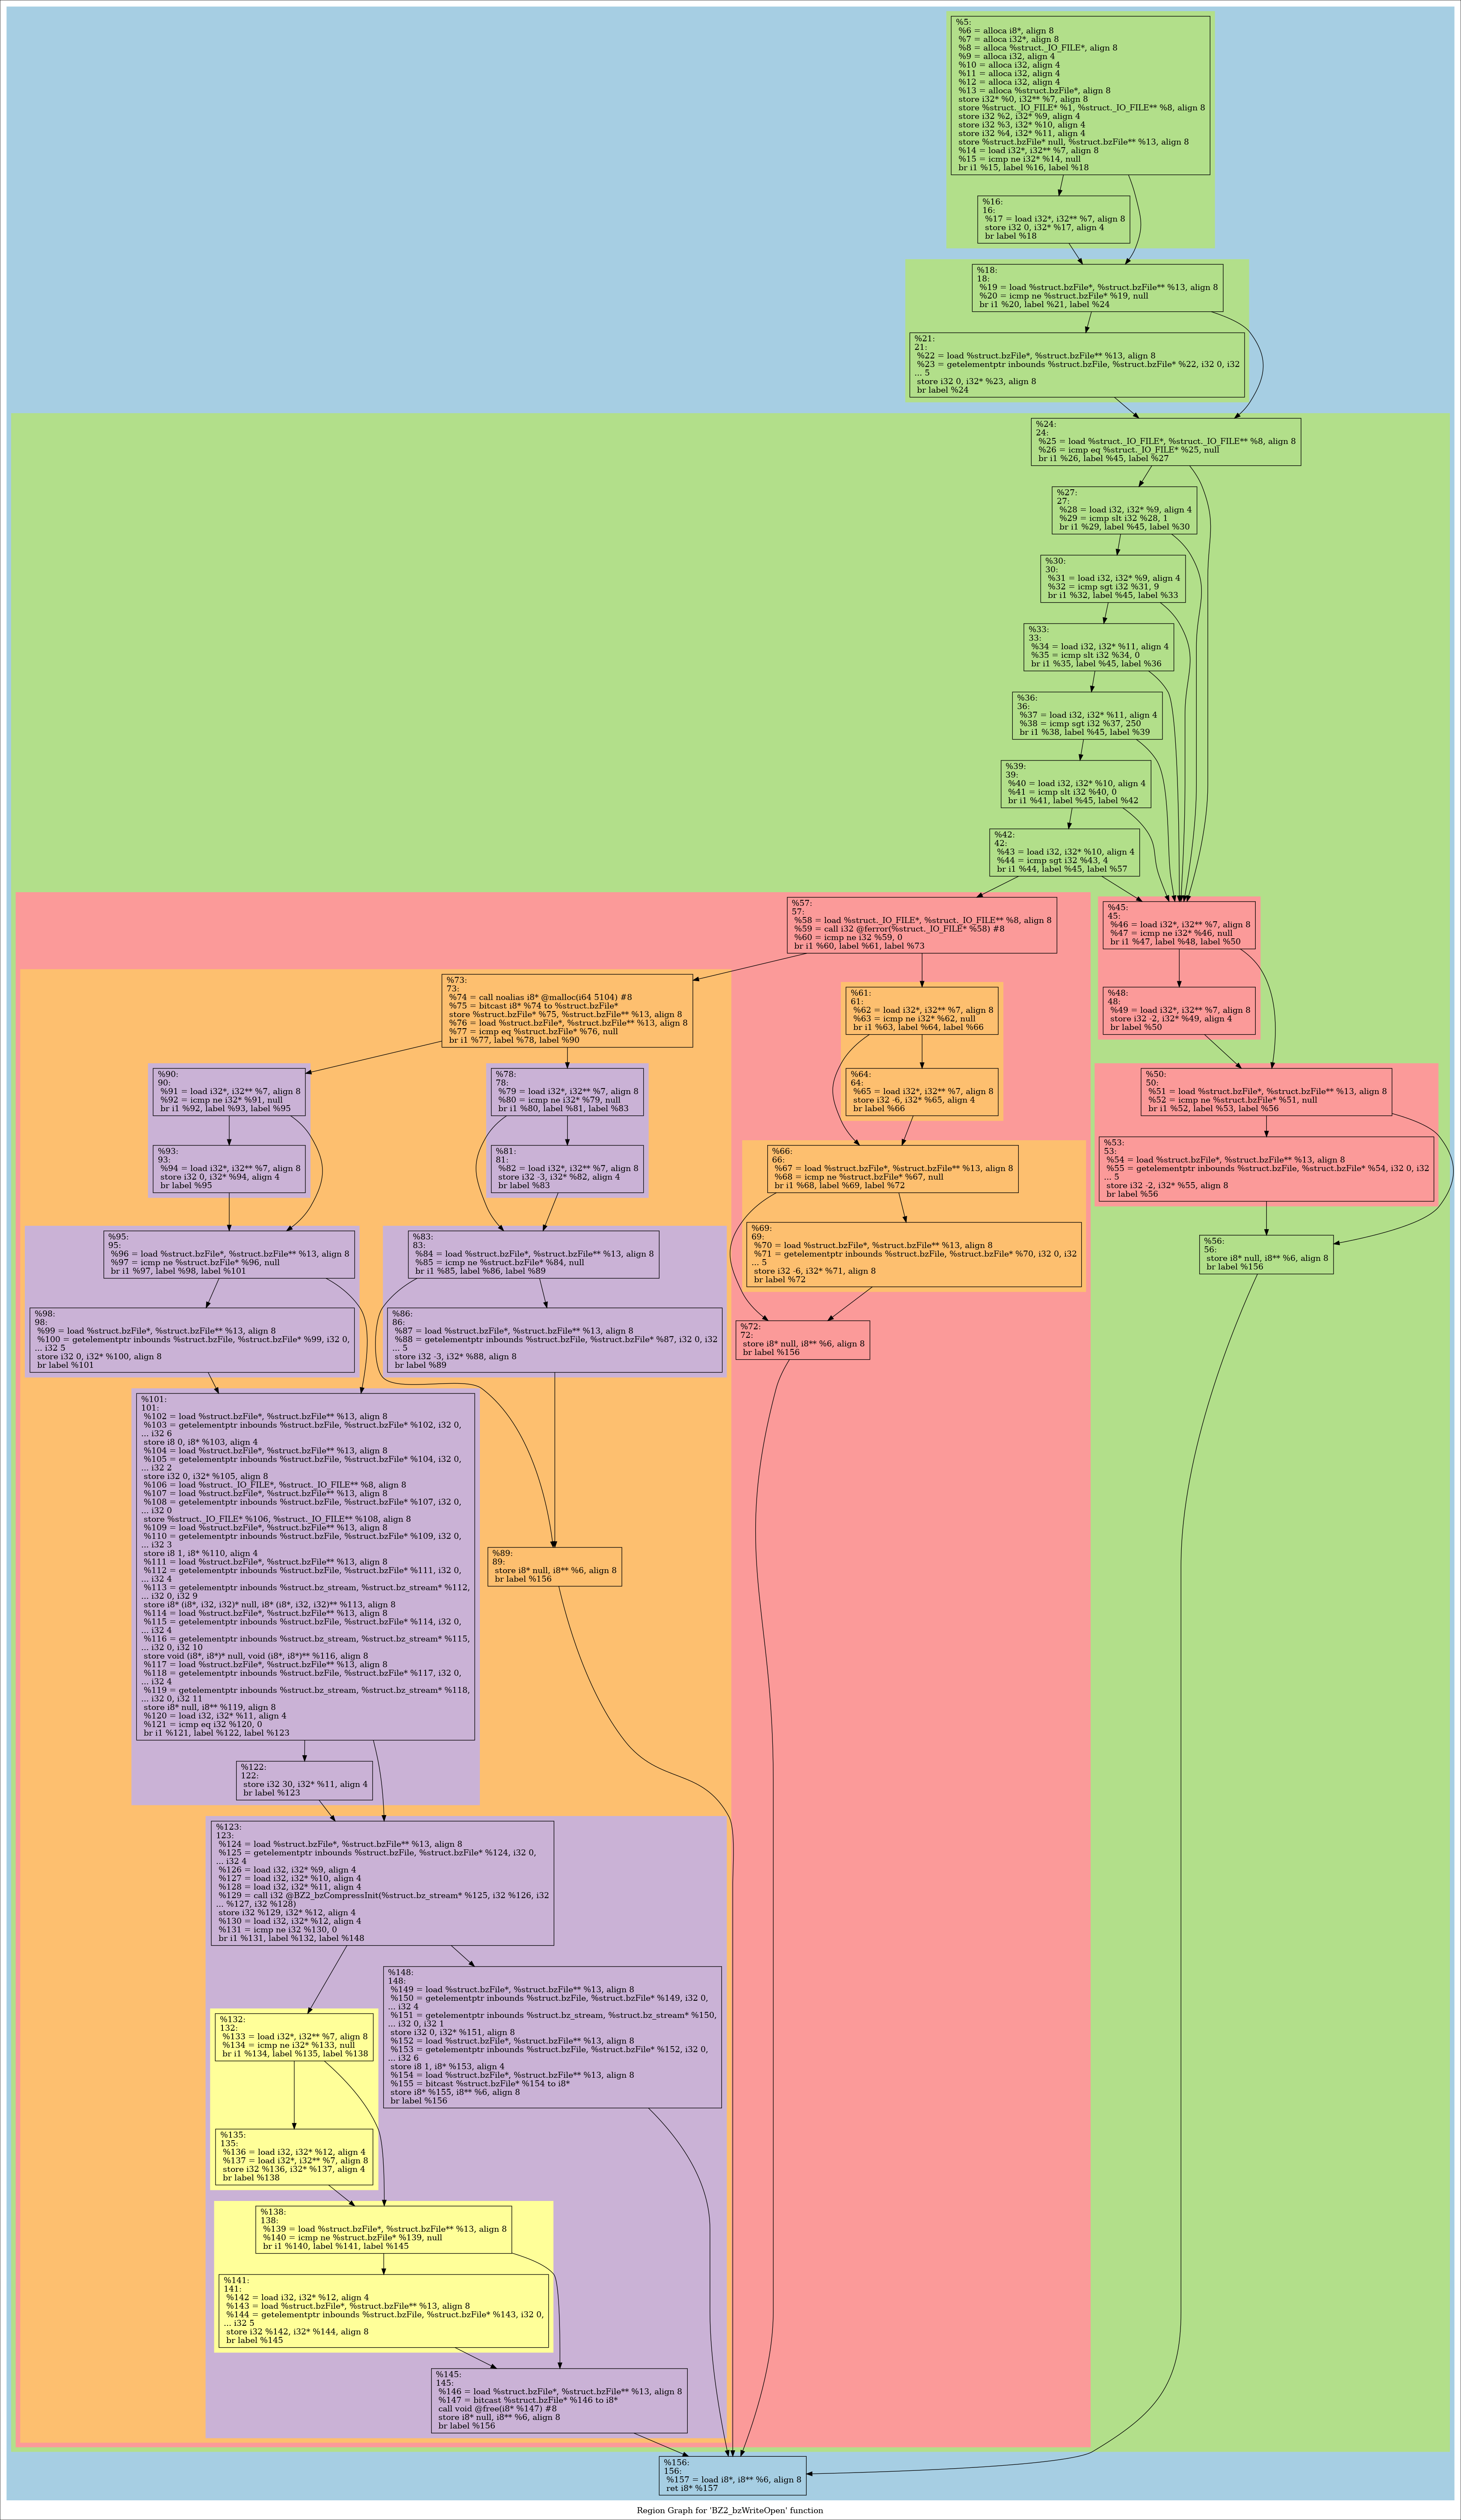 %5:
%6 = alloca i8*, align 8
%7 = alloca i32*, align 8
%8 = alloca %struct._IO_FILE*, align 8
%9 = alloca i32, align 4
%10 = alloca i32, align 4
%11 = alloca i32, align 4
%12 = alloca i32, align 4
%13 = alloca %struct.bzFile*, align 8
store i32* %0, i32** %7, align 8
store %struct._IO_FILE* %1, %struct._IO_FILE** %8, align 8
store i32 %2, i32* %9, align 4
store i32 %3, i32* %10, align 4
store i32 %4, i32* %11, align 4
store %struct.bzFile* null, %struct.bzFile** %13, align 8
%14 = load i32*, i32** %7, align 8
%15 = icmp ne i32* %14, null
br i1 %15, label %16, label %18
%16:
16:
%17 = load i32*, i32** %7, align 8
store i32 0, i32* %17, align 4
br label %18
%18:
18:
%19 = load %struct.bzFile*, %struct.bzFile** %13, align 8
%20 = icmp ne %struct.bzFile* %19, null
br i1 %20, label %21, label %24
%21:
21:
%22 = load %struct.bzFile*, %struct.bzFile** %13, align 8
%23 = getelementptr inbounds %struct.bzFile, %struct.bzFile* %22, i32 0, i32
... 5
store i32 0, i32* %23, align 8
br label %24
%24:
24:
%25 = load %struct._IO_FILE*, %struct._IO_FILE** %8, align 8
%26 = icmp eq %struct._IO_FILE* %25, null
br i1 %26, label %45, label %27
%27:
27:
%28 = load i32, i32* %9, align 4
%29 = icmp slt i32 %28, 1
br i1 %29, label %45, label %30
%30:
30:
%31 = load i32, i32* %9, align 4
%32 = icmp sgt i32 %31, 9
br i1 %32, label %45, label %33
%33:
33:
%34 = load i32, i32* %11, align 4
%35 = icmp slt i32 %34, 0
br i1 %35, label %45, label %36
%36:
36:
%37 = load i32, i32* %11, align 4
%38 = icmp sgt i32 %37, 250
br i1 %38, label %45, label %39
%39:
39:
%40 = load i32, i32* %10, align 4
%41 = icmp slt i32 %40, 0
br i1 %41, label %45, label %42
%42:
42:
%43 = load i32, i32* %10, align 4
%44 = icmp sgt i32 %43, 4
br i1 %44, label %45, label %57
%57:
57:
%58 = load %struct._IO_FILE*, %struct._IO_FILE** %8, align 8
%59 = call i32 @ferror(%struct._IO_FILE* %58) #8
%60 = icmp ne i32 %59, 0
br i1 %60, label %61, label %73
%45:
45:
%46 = load i32*, i32** %7, align 8
%47 = icmp ne i32* %46, null
br i1 %47, label %48, label %50
%73:
73:
%74 = call noalias i8* @malloc(i64 5104) #8
%75 = bitcast i8* %74 to %struct.bzFile*
store %struct.bzFile* %75, %struct.bzFile** %13, align 8
%76 = load %struct.bzFile*, %struct.bzFile** %13, align 8
%77 = icmp eq %struct.bzFile* %76, null
br i1 %77, label %78, label %90
%61:
61:
%62 = load i32*, i32** %7, align 8
%63 = icmp ne i32* %62, null
br i1 %63, label %64, label %66
%48:
48:
%49 = load i32*, i32** %7, align 8
store i32 -2, i32* %49, align 4
br label %50
%90:
90:
%91 = load i32*, i32** %7, align 8
%92 = icmp ne i32* %91, null
br i1 %92, label %93, label %95
%78:
78:
%79 = load i32*, i32** %7, align 8
%80 = icmp ne i32* %79, null
br i1 %80, label %81, label %83
%64:
64:
%65 = load i32*, i32** %7, align 8
store i32 -6, i32* %65, align 4
br label %66
%50:
50:
%51 = load %struct.bzFile*, %struct.bzFile** %13, align 8
%52 = icmp ne %struct.bzFile* %51, null
br i1 %52, label %53, label %56
%93:
93:
%94 = load i32*, i32** %7, align 8
store i32 0, i32* %94, align 4
br label %95
%81:
81:
%82 = load i32*, i32** %7, align 8
store i32 -3, i32* %82, align 4
br label %83
%66:
66:
%67 = load %struct.bzFile*, %struct.bzFile** %13, align 8
%68 = icmp ne %struct.bzFile* %67, null
br i1 %68, label %69, label %72
%53:
53:
%54 = load %struct.bzFile*, %struct.bzFile** %13, align 8
%55 = getelementptr inbounds %struct.bzFile, %struct.bzFile* %54, i32 0, i32
... 5
store i32 -2, i32* %55, align 8
br label %56
%95:
95:
%96 = load %struct.bzFile*, %struct.bzFile** %13, align 8
%97 = icmp ne %struct.bzFile* %96, null
br i1 %97, label %98, label %101
%83:
83:
%84 = load %struct.bzFile*, %struct.bzFile** %13, align 8
%85 = icmp ne %struct.bzFile* %84, null
br i1 %85, label %86, label %89
%69:
69:
%70 = load %struct.bzFile*, %struct.bzFile** %13, align 8
%71 = getelementptr inbounds %struct.bzFile, %struct.bzFile* %70, i32 0, i32
... 5
store i32 -6, i32* %71, align 8
br label %72
%56:
56:
store i8* null, i8** %6, align 8
br label %156
%98:
98:
%99 = load %struct.bzFile*, %struct.bzFile** %13, align 8
%100 = getelementptr inbounds %struct.bzFile, %struct.bzFile* %99, i32 0,
... i32 5
store i32 0, i32* %100, align 8
br label %101
%86:
86:
%87 = load %struct.bzFile*, %struct.bzFile** %13, align 8
%88 = getelementptr inbounds %struct.bzFile, %struct.bzFile* %87, i32 0, i32
... 5
store i32 -3, i32* %88, align 8
br label %89
%72:
72:
store i8* null, i8** %6, align 8
br label %156
%101:
101:
%102 = load %struct.bzFile*, %struct.bzFile** %13, align 8
%103 = getelementptr inbounds %struct.bzFile, %struct.bzFile* %102, i32 0,
... i32 6
store i8 0, i8* %103, align 4
%104 = load %struct.bzFile*, %struct.bzFile** %13, align 8
%105 = getelementptr inbounds %struct.bzFile, %struct.bzFile* %104, i32 0,
... i32 2
store i32 0, i32* %105, align 8
%106 = load %struct._IO_FILE*, %struct._IO_FILE** %8, align 8
%107 = load %struct.bzFile*, %struct.bzFile** %13, align 8
%108 = getelementptr inbounds %struct.bzFile, %struct.bzFile* %107, i32 0,
... i32 0
store %struct._IO_FILE* %106, %struct._IO_FILE** %108, align 8
%109 = load %struct.bzFile*, %struct.bzFile** %13, align 8
%110 = getelementptr inbounds %struct.bzFile, %struct.bzFile* %109, i32 0,
... i32 3
store i8 1, i8* %110, align 4
%111 = load %struct.bzFile*, %struct.bzFile** %13, align 8
%112 = getelementptr inbounds %struct.bzFile, %struct.bzFile* %111, i32 0,
... i32 4
%113 = getelementptr inbounds %struct.bz_stream, %struct.bz_stream* %112,
... i32 0, i32 9
store i8* (i8*, i32, i32)* null, i8* (i8*, i32, i32)** %113, align 8
%114 = load %struct.bzFile*, %struct.bzFile** %13, align 8
%115 = getelementptr inbounds %struct.bzFile, %struct.bzFile* %114, i32 0,
... i32 4
%116 = getelementptr inbounds %struct.bz_stream, %struct.bz_stream* %115,
... i32 0, i32 10
store void (i8*, i8*)* null, void (i8*, i8*)** %116, align 8
%117 = load %struct.bzFile*, %struct.bzFile** %13, align 8
%118 = getelementptr inbounds %struct.bzFile, %struct.bzFile* %117, i32 0,
... i32 4
%119 = getelementptr inbounds %struct.bz_stream, %struct.bz_stream* %118,
... i32 0, i32 11
store i8* null, i8** %119, align 8
%120 = load i32, i32* %11, align 4
%121 = icmp eq i32 %120, 0
br i1 %121, label %122, label %123
%89:
89:
store i8* null, i8** %6, align 8
br label %156
%122:
122:
store i32 30, i32* %11, align 4
br label %123
%123:
123:
%124 = load %struct.bzFile*, %struct.bzFile** %13, align 8
%125 = getelementptr inbounds %struct.bzFile, %struct.bzFile* %124, i32 0,
... i32 4
%126 = load i32, i32* %9, align 4
%127 = load i32, i32* %10, align 4
%128 = load i32, i32* %11, align 4
%129 = call i32 @BZ2_bzCompressInit(%struct.bz_stream* %125, i32 %126, i32
... %127, i32 %128)
store i32 %129, i32* %12, align 4
%130 = load i32, i32* %12, align 4
%131 = icmp ne i32 %130, 0
br i1 %131, label %132, label %148
%148:
148:
%149 = load %struct.bzFile*, %struct.bzFile** %13, align 8
%150 = getelementptr inbounds %struct.bzFile, %struct.bzFile* %149, i32 0,
... i32 4
%151 = getelementptr inbounds %struct.bz_stream, %struct.bz_stream* %150,
... i32 0, i32 1
store i32 0, i32* %151, align 8
%152 = load %struct.bzFile*, %struct.bzFile** %13, align 8
%153 = getelementptr inbounds %struct.bzFile, %struct.bzFile* %152, i32 0,
... i32 6
store i8 1, i8* %153, align 4
%154 = load %struct.bzFile*, %struct.bzFile** %13, align 8
%155 = bitcast %struct.bzFile* %154 to i8*
store i8* %155, i8** %6, align 8
br label %156
%132:
132:
%133 = load i32*, i32** %7, align 8
%134 = icmp ne i32* %133, null
br i1 %134, label %135, label %138
%135:
135:
%136 = load i32, i32* %12, align 4
%137 = load i32*, i32** %7, align 8
store i32 %136, i32* %137, align 4
br label %138
%138:
138:
%139 = load %struct.bzFile*, %struct.bzFile** %13, align 8
%140 = icmp ne %struct.bzFile* %139, null
br i1 %140, label %141, label %145
%141:
141:
%142 = load i32, i32* %12, align 4
%143 = load %struct.bzFile*, %struct.bzFile** %13, align 8
%144 = getelementptr inbounds %struct.bzFile, %struct.bzFile* %143, i32 0,
... i32 5
store i32 %142, i32* %144, align 8
br label %145
%145:
145:
%146 = load %struct.bzFile*, %struct.bzFile** %13, align 8
%147 = bitcast %struct.bzFile* %146 to i8*
call void @free(i8* %147) #8
store i8* null, i8** %6, align 8
br label %156
%156:
156:
%157 = load i8*, i8** %6, align 8
ret i8* %157
Region Graph for 'BZ2_bzWriteOpen' function